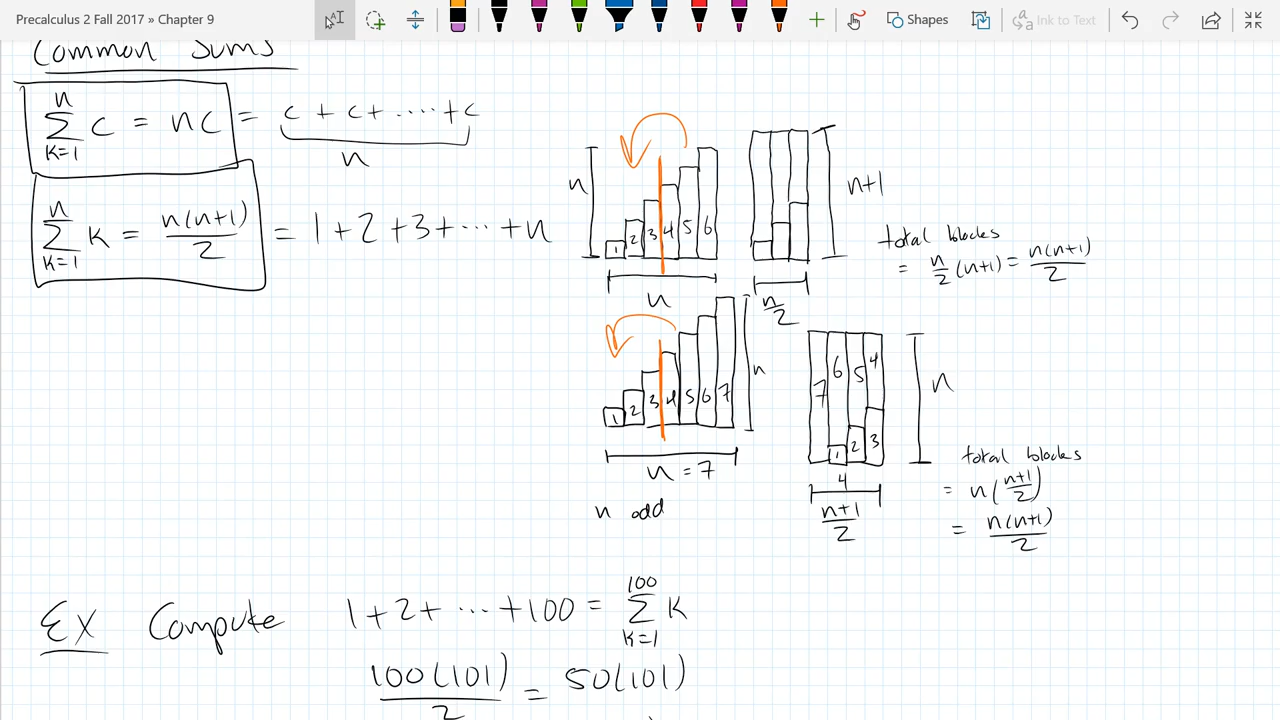 Precalculus 2 Fall 2017 » Chapter 9
Shapes
Ink to Text
Common Sums
n
∑ c = nc = c + c + ····· + c
k=1
n
n
∑ k = n(n+1)/2 = 1 + 2 + 3 + ··· + n
k=1
n
1 2 3 4 5 6
n
n+1
n/2
total blocks
= n/2 (n+1) = n(n+1)/2
1 2 3 4 5 6 7
n
n = 7
n odd
7 6 5 4
1 2 3
n
4
n+1/2
total blocks
= n(n+1/2)
= n(n+1)/2
Ex Compute 1 + 2 + ··· + 100 = ∑ k
100
k=1
100(101)/2 = 50(101)